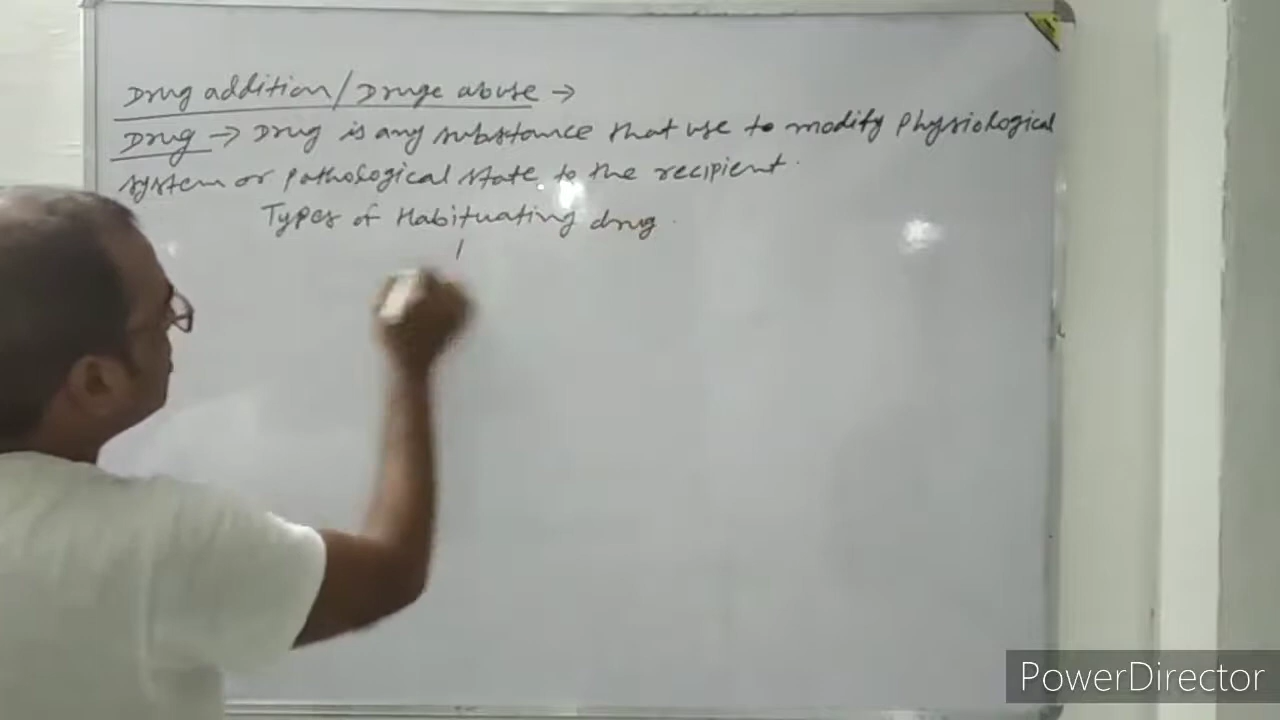 Drug addition / Druge abuse →
Drug → Drug is any substance that use to modify physiological
system or pathological state to the recipient.
Types of Habituating drug.
PowerDirector